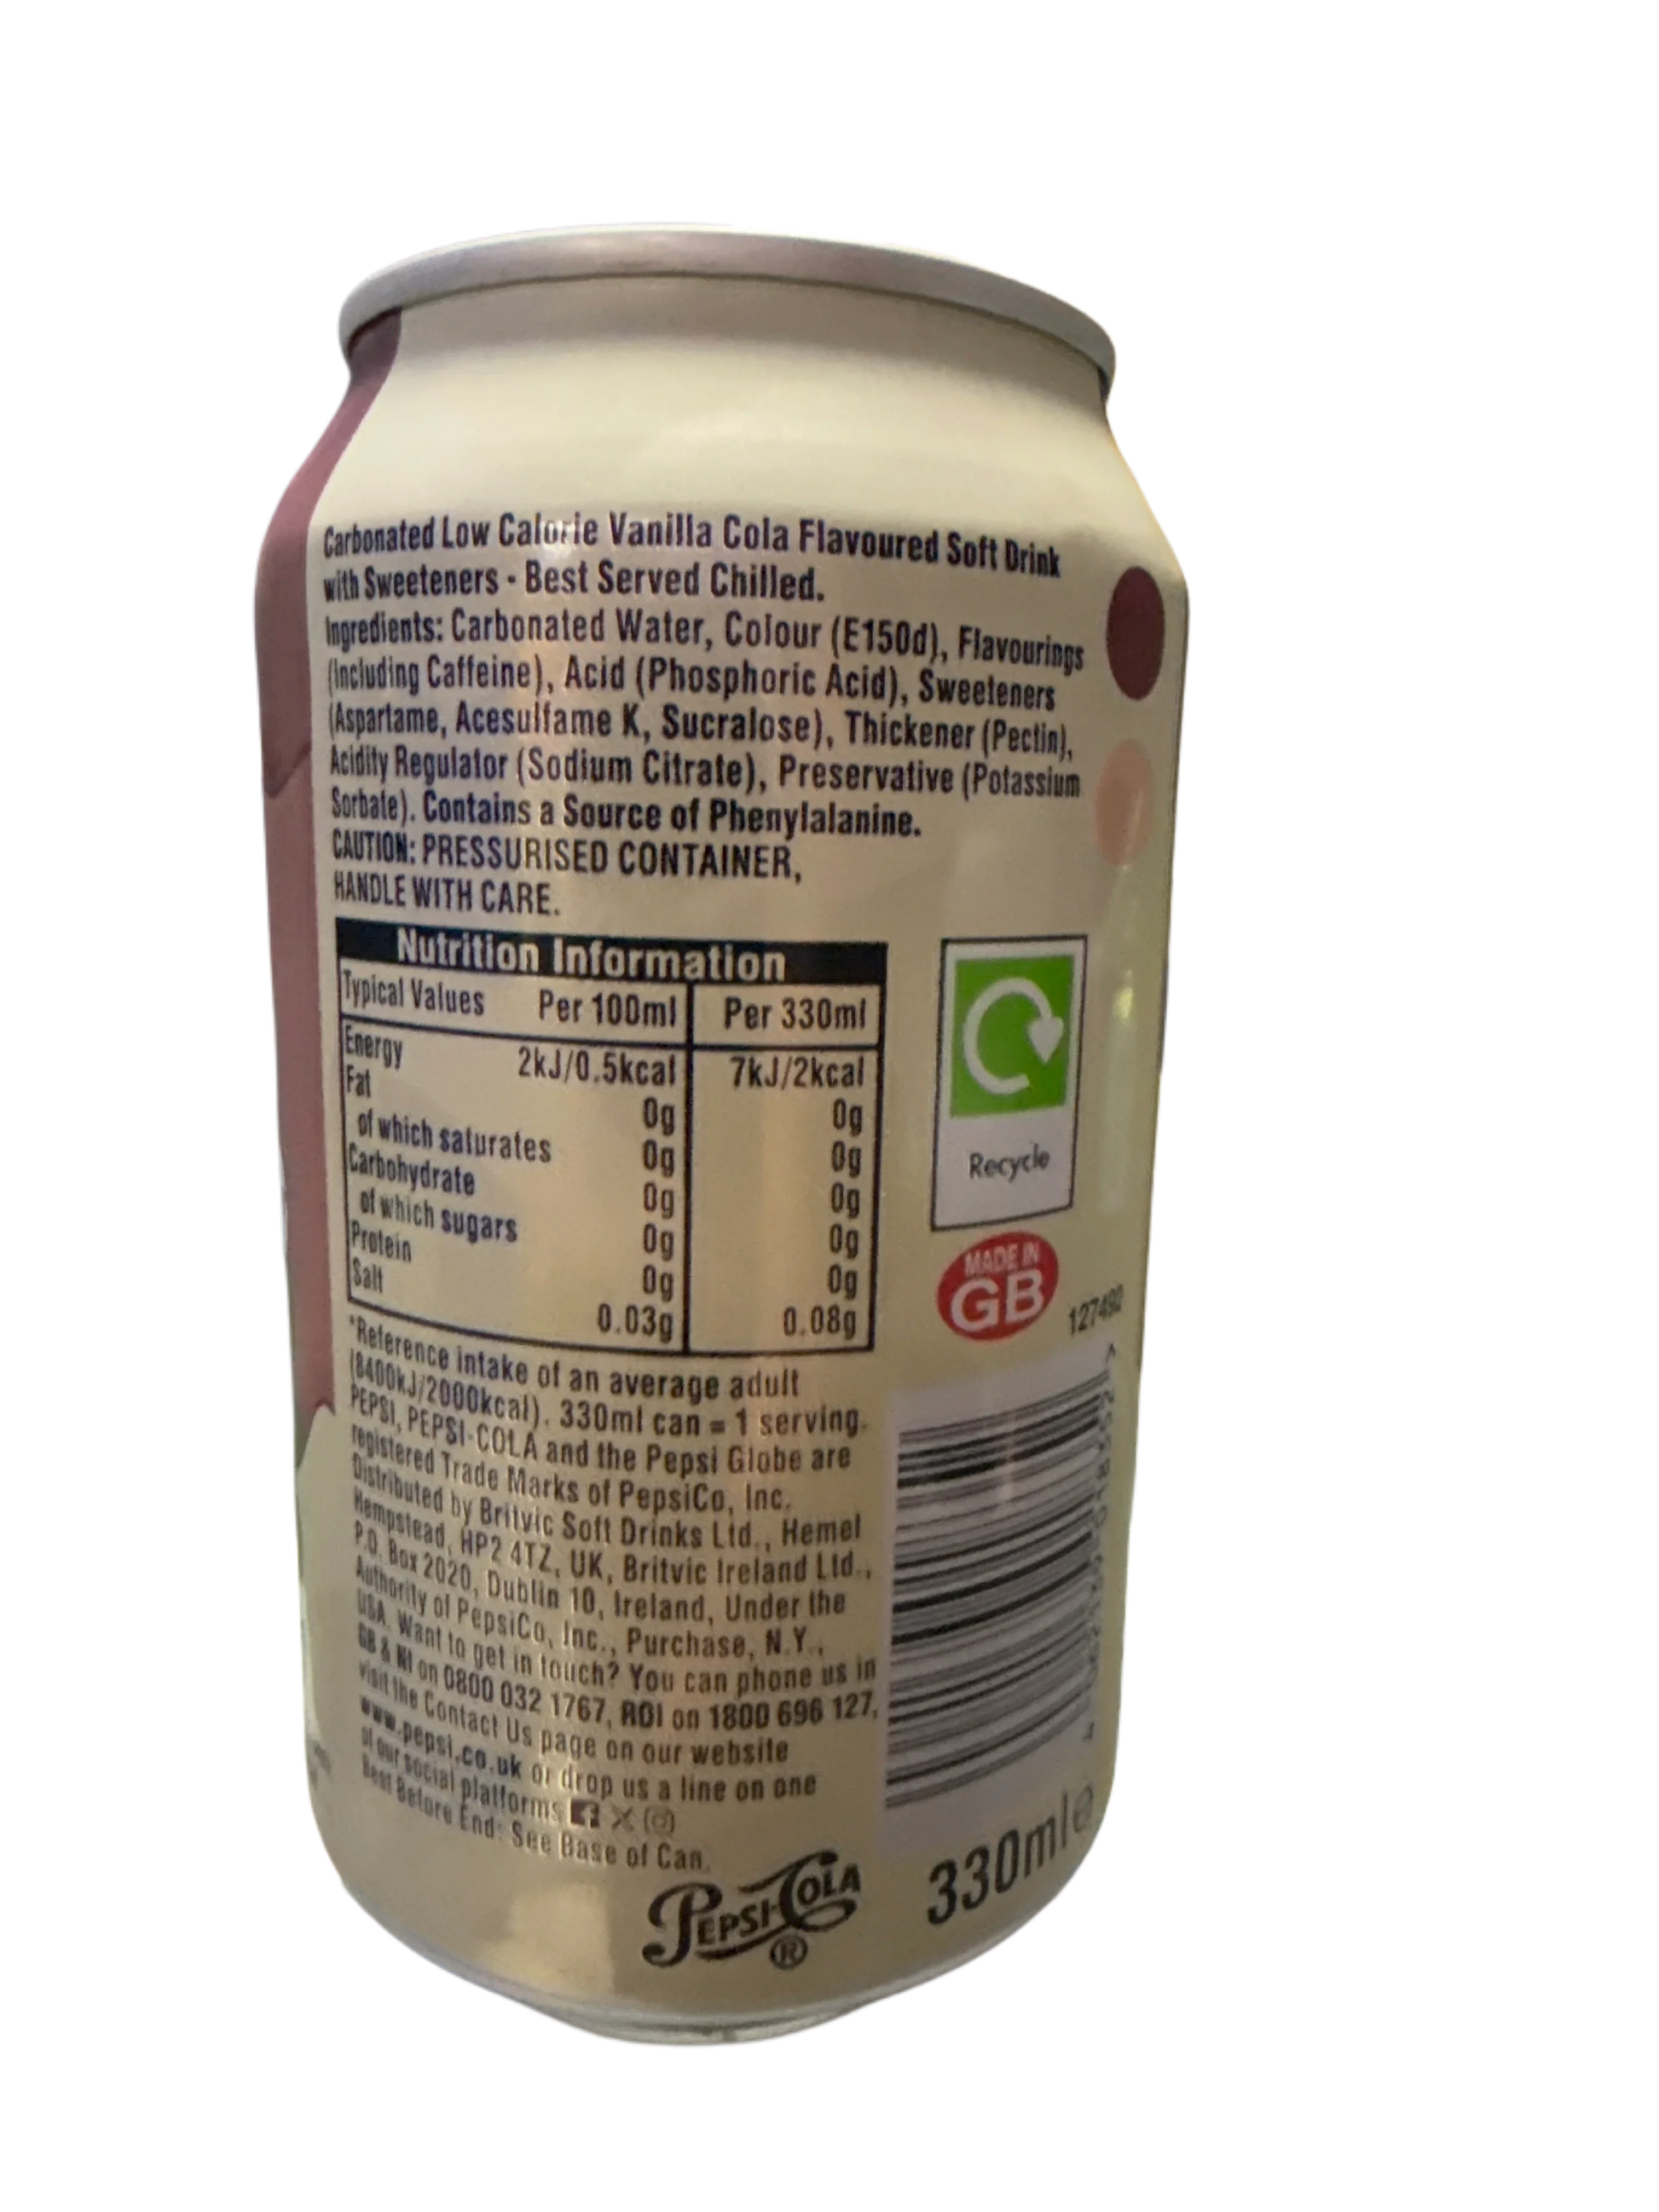 Carbonated Low Calorie Vanilla Cola Flavoured Soft Drink
with Sweeteners - Best Served Chilled.
Ingredients: Carbonated Water, Colour (E150d), Flavourings
(Including Caffeine), Acid (Phosphoric Acid), Sweeteners
(Aspartame, Acesulfame K, Sucralose), Thickener (Pectin),
Acidity Regulator (Sodium Citrate), Preservative (Potassium
Sorbate). Contains a Source of Phenylalanine.
CAUTION: PRESSURISED CONTAINER,
HANDLE WITH CARE.
Nutrition Information
Typical Values Per 100ml Per 330ml
Energy 2kJ/0.5kcal 7kJ/2kcal
Fat 0g 0g
of which saturates 0g 0g
Carbohydrate 0g 0g
of which sugars 0g 0g
Protein 0g 0g
Salt 0.03g 0.08g
*Reference intake of an average adult
(8400kJ/2000kcal). 330ml can = 1 serving.
PEPSI, PEPSI-COLA and the Pepsi Globe are
registered Trade Marks of PepsiCo, Inc.
Distributed by Britvic Soft Drinks Ltd., Hemel
Hempstead, HP2 4TZ, UK, Britvic Ireland Ltd.,
P.O. Box 2020, Dublin 10, Ireland, Under the
Authority of PepsiCo, Inc., Purchase, N.Y.,
USA. Want to get in touch? You can phone us in
GB & NI on 0800 032 1767, ROI on 1800 696 127,
visit the Contact Us page on our website
www.pepsi.co.uk or drop us a line on one
of our social platforms
Best Before End: See Base of Can.
PEPSI-COLA
®
Recycle
MADE IN
GB
127492
330ml℮